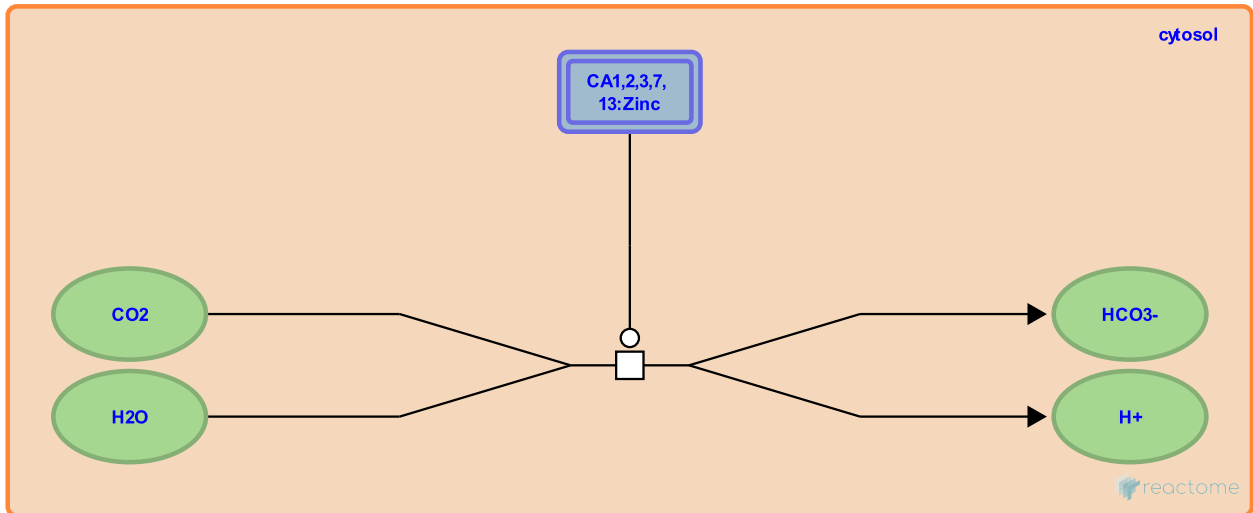 cytosol
CA1,2,3,7,
13:Zinc
CO2
HCO3-
H2O
H+
reactome